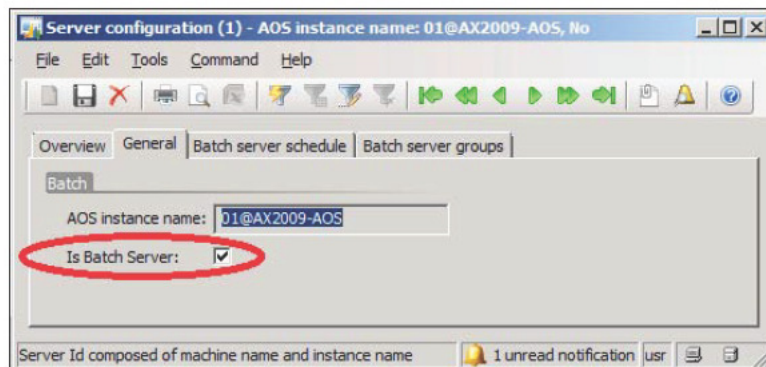 Server configuration (1) - AOS instance name: 01@AX2009-AOS, No
File Edit Tools Command Help
Overview General Batch server schedule Batch server groups
Batch
AOS instance name: 01@AX2009-AOS
Is Batch Server:
Server Id composed of machine name and instance name 1 unread notification usr